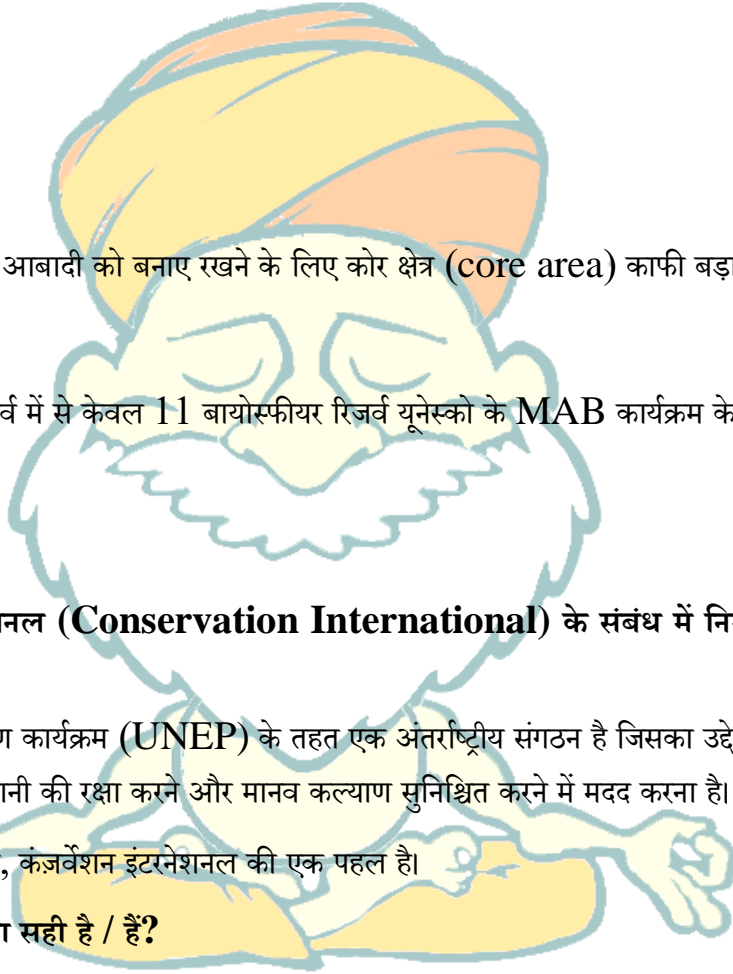 आबादी को बनाए रखने के लिए कोर क्षेत्र (core area) काफी बड़ा
र्व में से केवल 11 बायोस्फीयर रिजर्व यूनेस्को के MAB कार्यक्रम के
नल (Conservation International) के संबंध में
ण कार्यक्रम (UNEP) के तहत एक अंतर्राष्ट्रीय संगठन है जिसका
ानी की रक्षा करने और मानव कल्याण सुनिश्चित करने में मदद करना है।
, कंज़र्वेशन इंटरनेशनल की एक पहल है।
सही है / हैं?